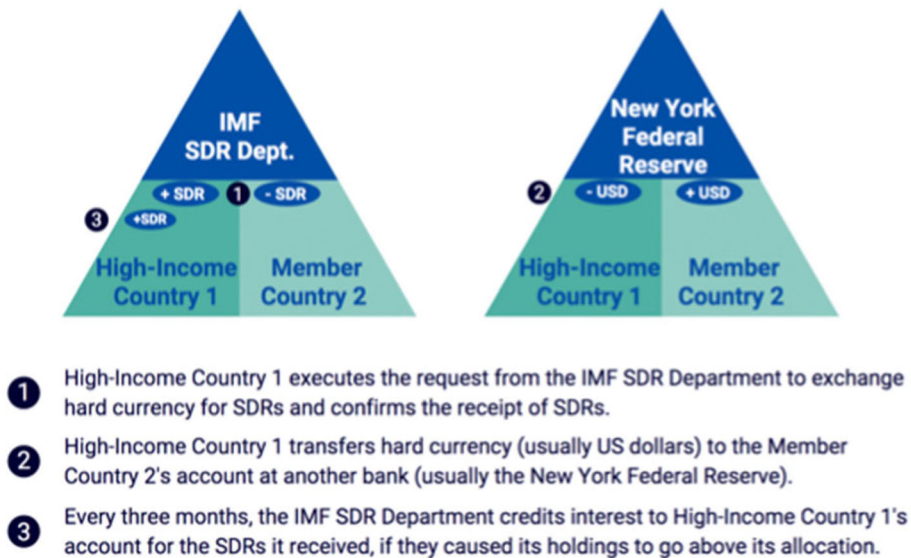 IMF
SDR Dept.
+ SDR
1
- SDR
3
+SDR
High-Income
Country 1
Member
Country 2
New York
Federal
Reserve
2
- USD
+ USD
High-Income
Country 1
Member
Country 2
1
High-Income Country 1 executes the request from the IMF SDR Department to exchange
hard currency for SDRs and confirms the receipt of SDRs.
2
High-Income Country 1 transfers hard currency (usually US dollars) to the Member
Country 2's account at another bank (usually the New York Federal Reserve).
3
Every three months, the IMF SDR Department credits interest to High-Income Country 1's
account for the SDRs it received, if they caused its holdings to go above its allocation.